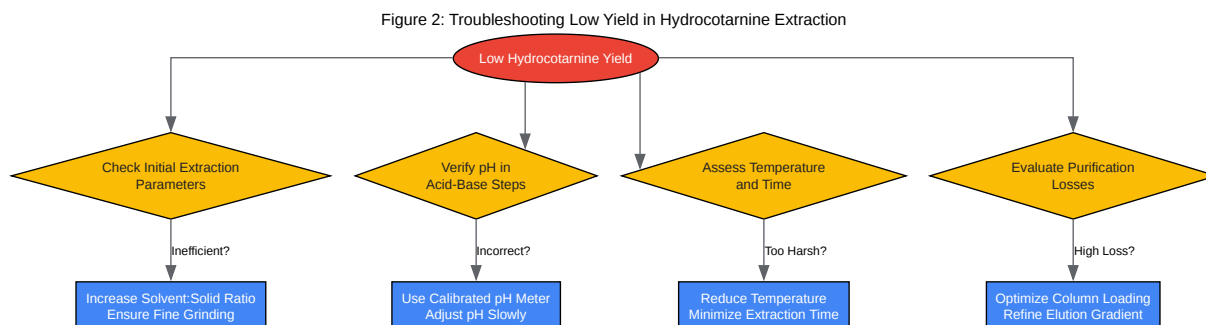 Figure 2: Troubleshooting Low Yield in Hydrocotarnine Extraction
Low Hydrocotarnine Yield
Check Initial Extraction
Parameters
Verify pH in
Acid-Base Steps
Assess Temperature
and Time
Evaluate Purification
Losses
Inefficient?
Incorrect?
Too Harsh?
High Loss?
Increase Solvent:Solid Ratio
Ensure Fine Grinding
Use Calibrated pH Meter
Adjust pH Slowly
Reduce Temperature
Minimize Extraction Time
Optimize Column Loading
Refine Elution Gradient